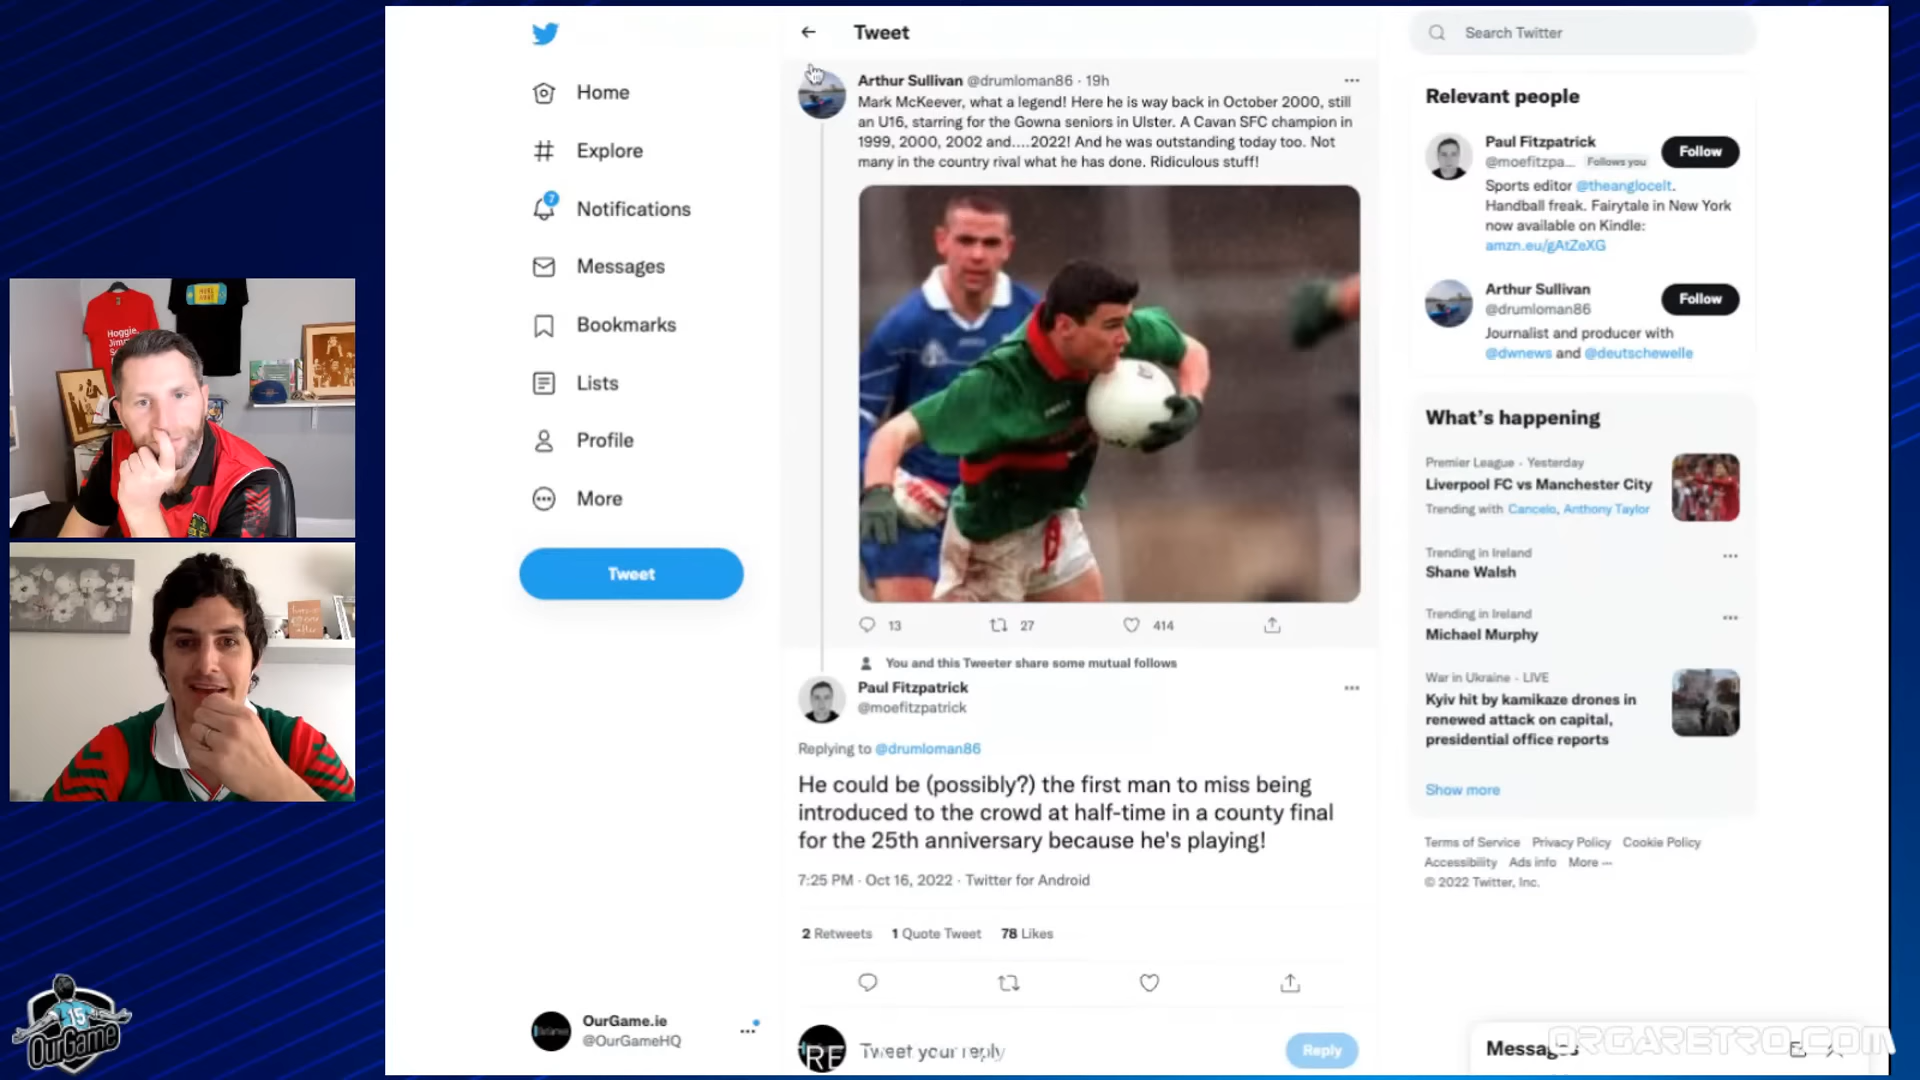 Tweet
Search Twitter
Home
Explore
7
Notifications
Messages
Bookmarks
Lists
Profile
More
Tweet
Arthur Sullivan @drumloman86 · 19h
Mark McKeever, what a legend! Here he is way back in October 2000, still
an U16, starring for the Gowna seniors in Ulster. A Cavan SFC champion in
1999, 2000, 2002 and....2022! And he was outstanding today too. Not
many in the country rival what he has done. Ridiculous stuff!
13 27 414
You and this Tweeter share some mutual follows
Paul Fitzpatrick
@moefitzpatrick
Replying to @drumloman86
He could be (possibly?) the first man to miss being
introduced to the crowd at half-time in a county final
for the 25th anniversary because he's playing!
7:25 PM · Oct 16, 2022 · Twitter for Android
2 Retweets 1 Quote Tweet 78 Likes
Tweet your reply
Reply
Relevant people
Paul Fitzpatrick
@moefitzpa... Follows you
Follow
Sports editor @theanglocelt.
Handball freak. Fairytale in New York
now available on Kindle:
amzn.eu/gAtZeXG
Arthur Sullivan
@drumloman86
Follow
Journalist and producer with
@dwnews and @deutschewelle
What's happening
Premier League · Yesterday
Liverpool FC vs Manchester City
Trending with Cancelo, Anthony Taylor
Trending in Ireland
Shane Walsh
Trending in Ireland
Michael Murphy
War in Ukraine · LIVE
Kyiv hit by kamikaze drones in
renewed attack on capital,
presidential office reports
Show more
Terms of Service Privacy Policy Cookie Policy
Accessibility Ads info More ···
© 2022 Twitter, Inc.
OurGame.ie
@OurGameHQ
Messages
ORGARETRO.COM
RE
Hoggie,
15
OurGame